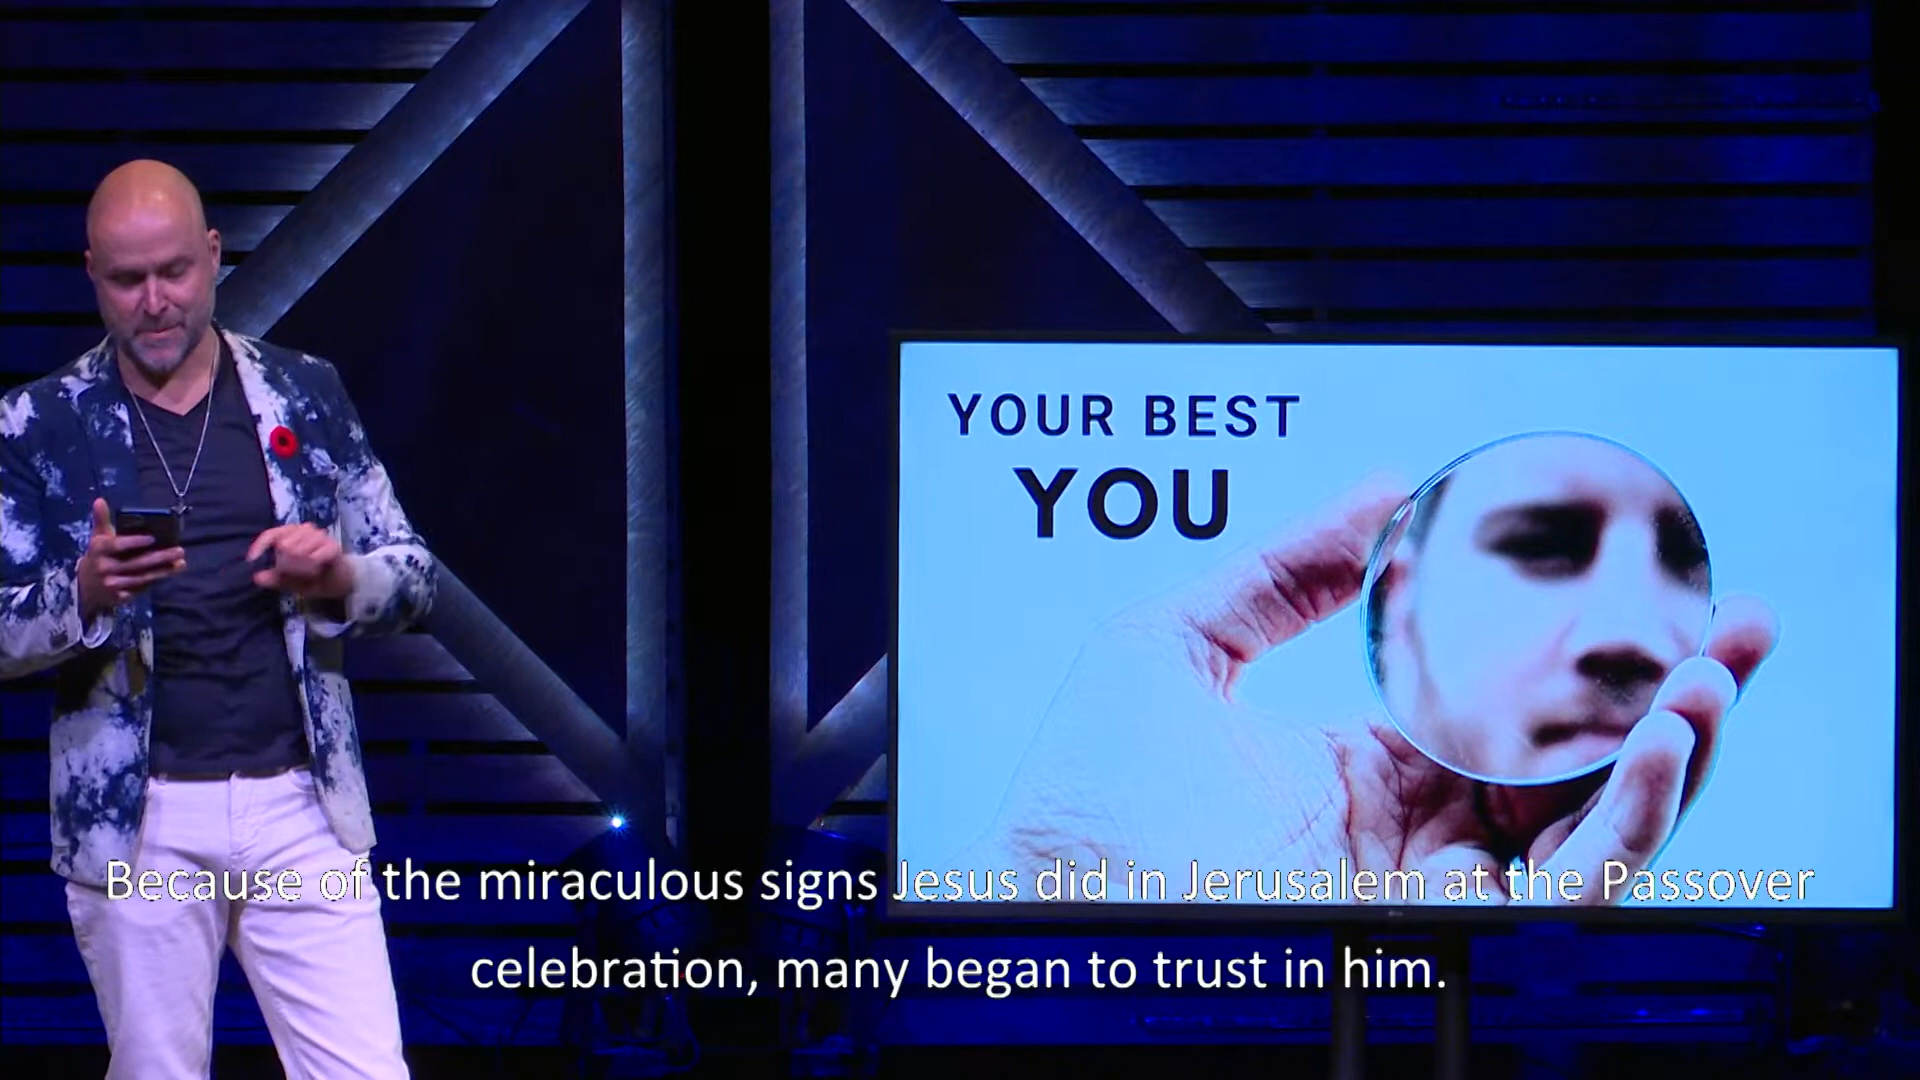 YOUR BEST
YOU
Because of the miraculous signs Jesus did in Jerusalem at the Passover
celebration, many began to trust in him.